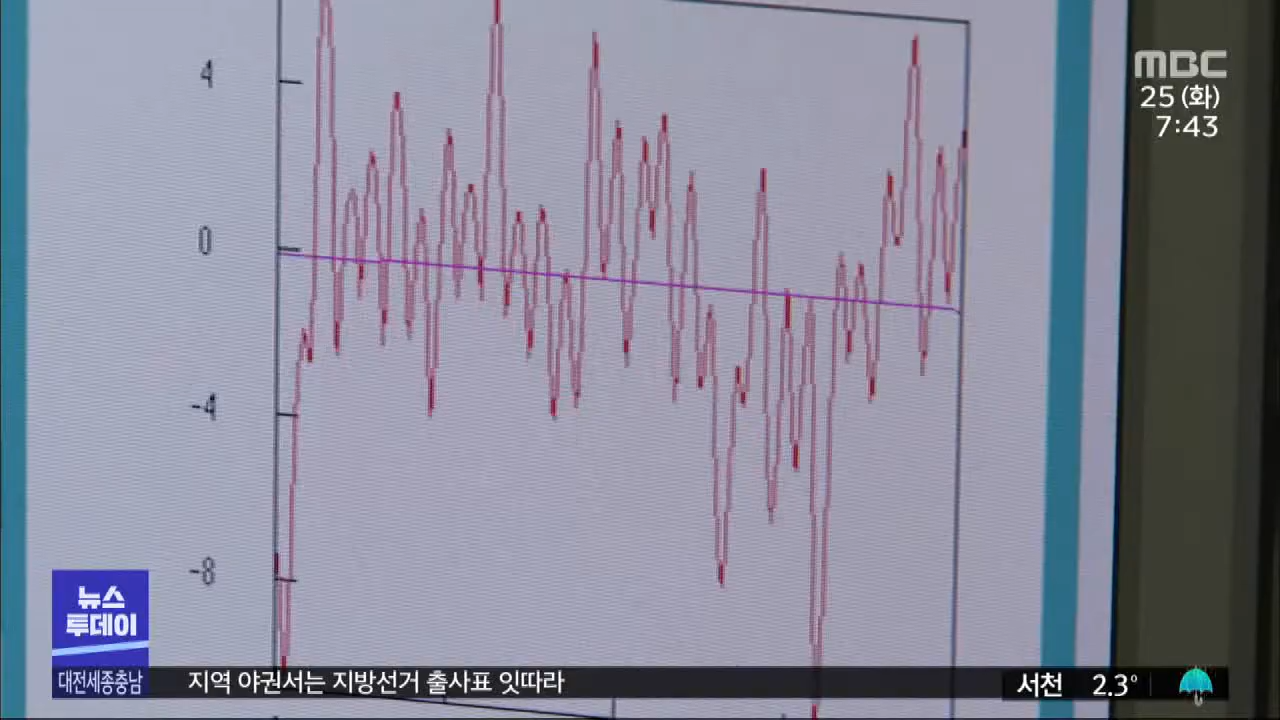 MBC
25 (화)
7:43
4
0
-4
-8
뉴스
투데이
대전세종충남
지역 야권서는 지방선거 출사표 잇따라
서천 2.3°